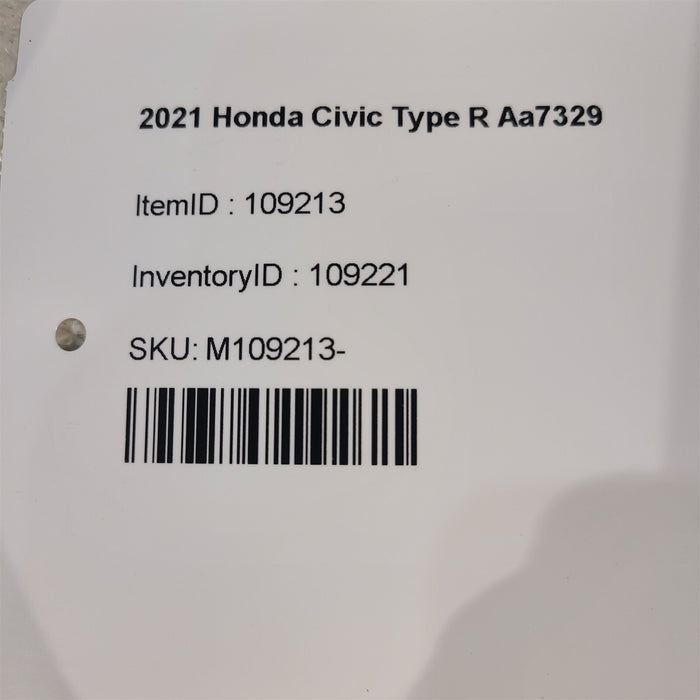 2021 Honda Civic Type R Aa7329
ItemID : 109213
InventoryID : 109221
SKU: M109213-